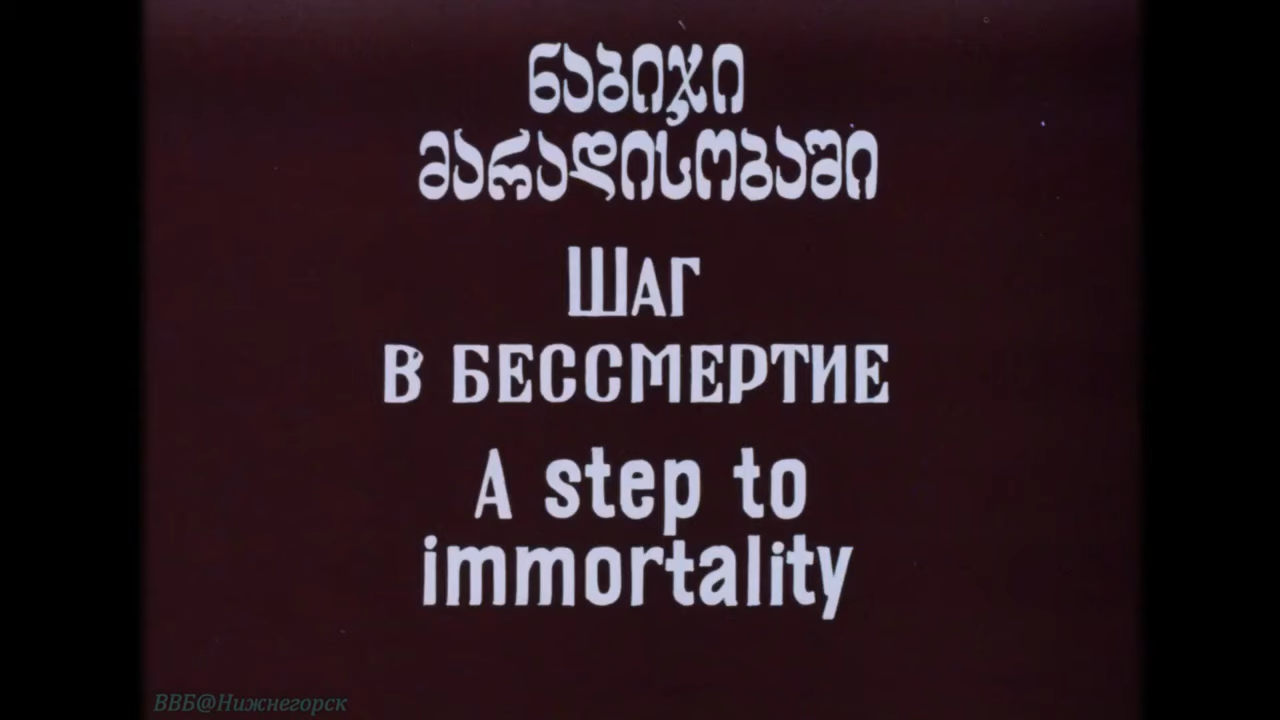 ნაბიჯი
მარადისობაში
ШАГ
В БЕССМЕРТИЕ
A step to
immortality
ВВБ@Нижнегорск